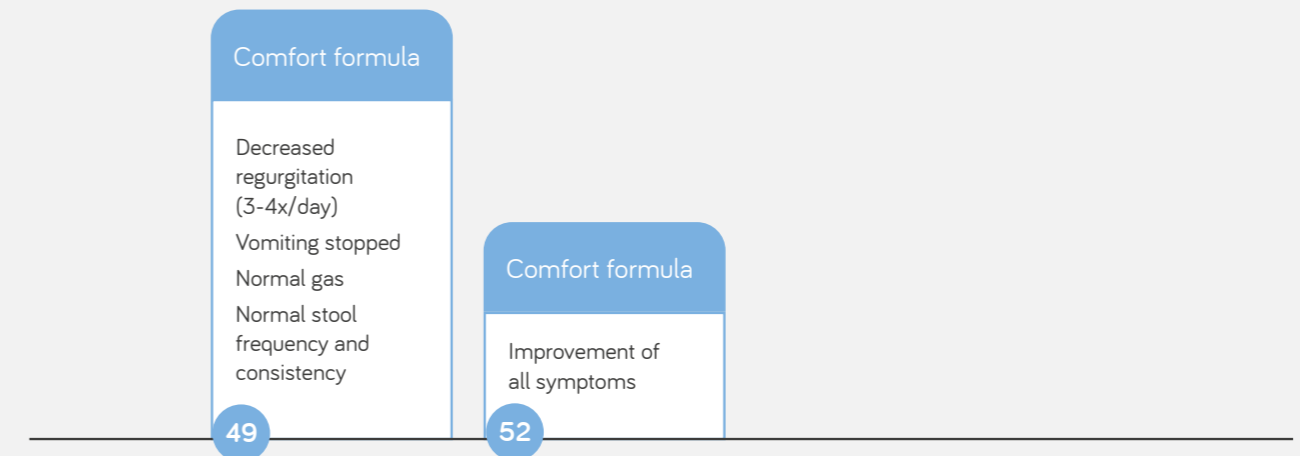 Comfort formula
Decreased
regurgitation
(3-4x/day)
Vomiting stopped
Normal gas
Normal stool
frequency and
consistency
49
Comfort formula
Improvement of
all symptoms
52